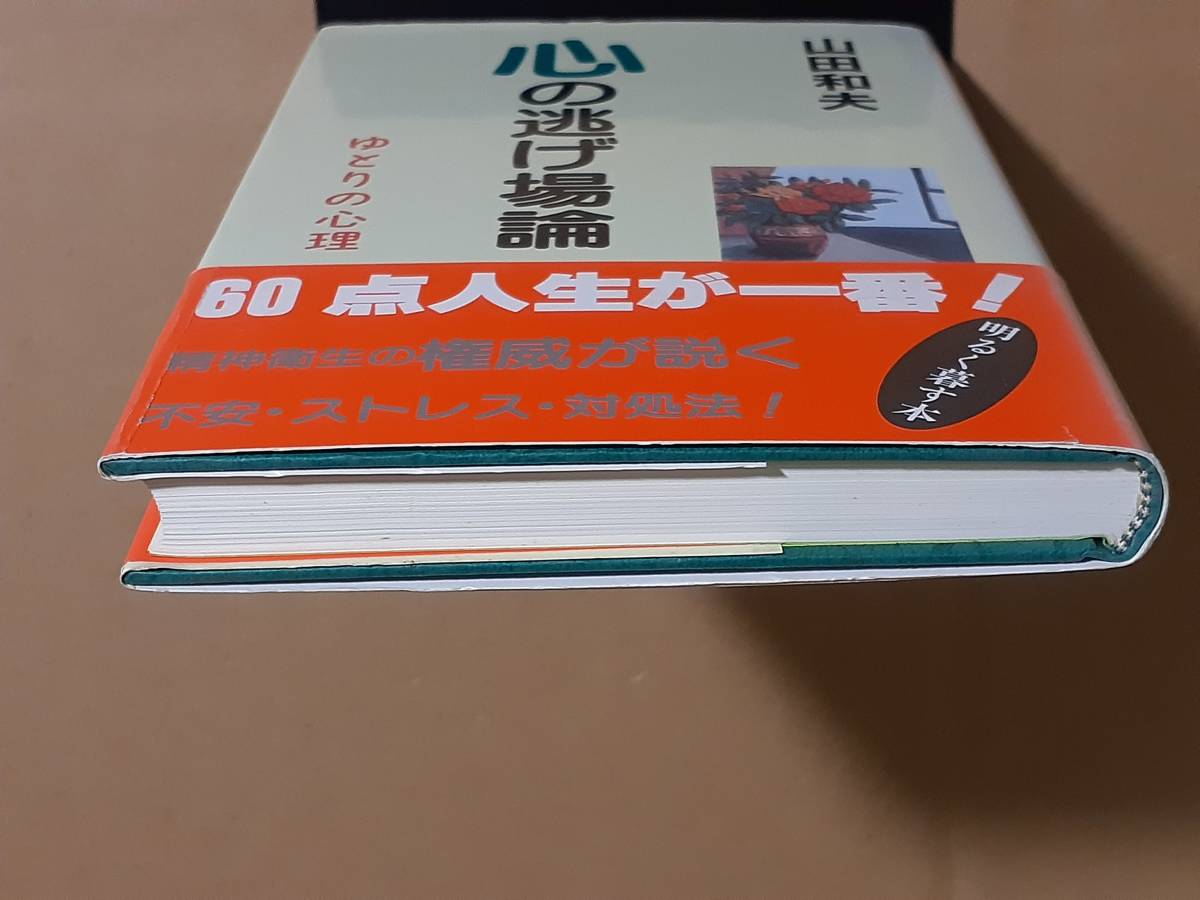 山田和夫
心の逃げ場論
ゆとりの心理
60点人生が一番！
精神衛生の権威が説く
不安・ストレス・対処法！
明るく暮す本